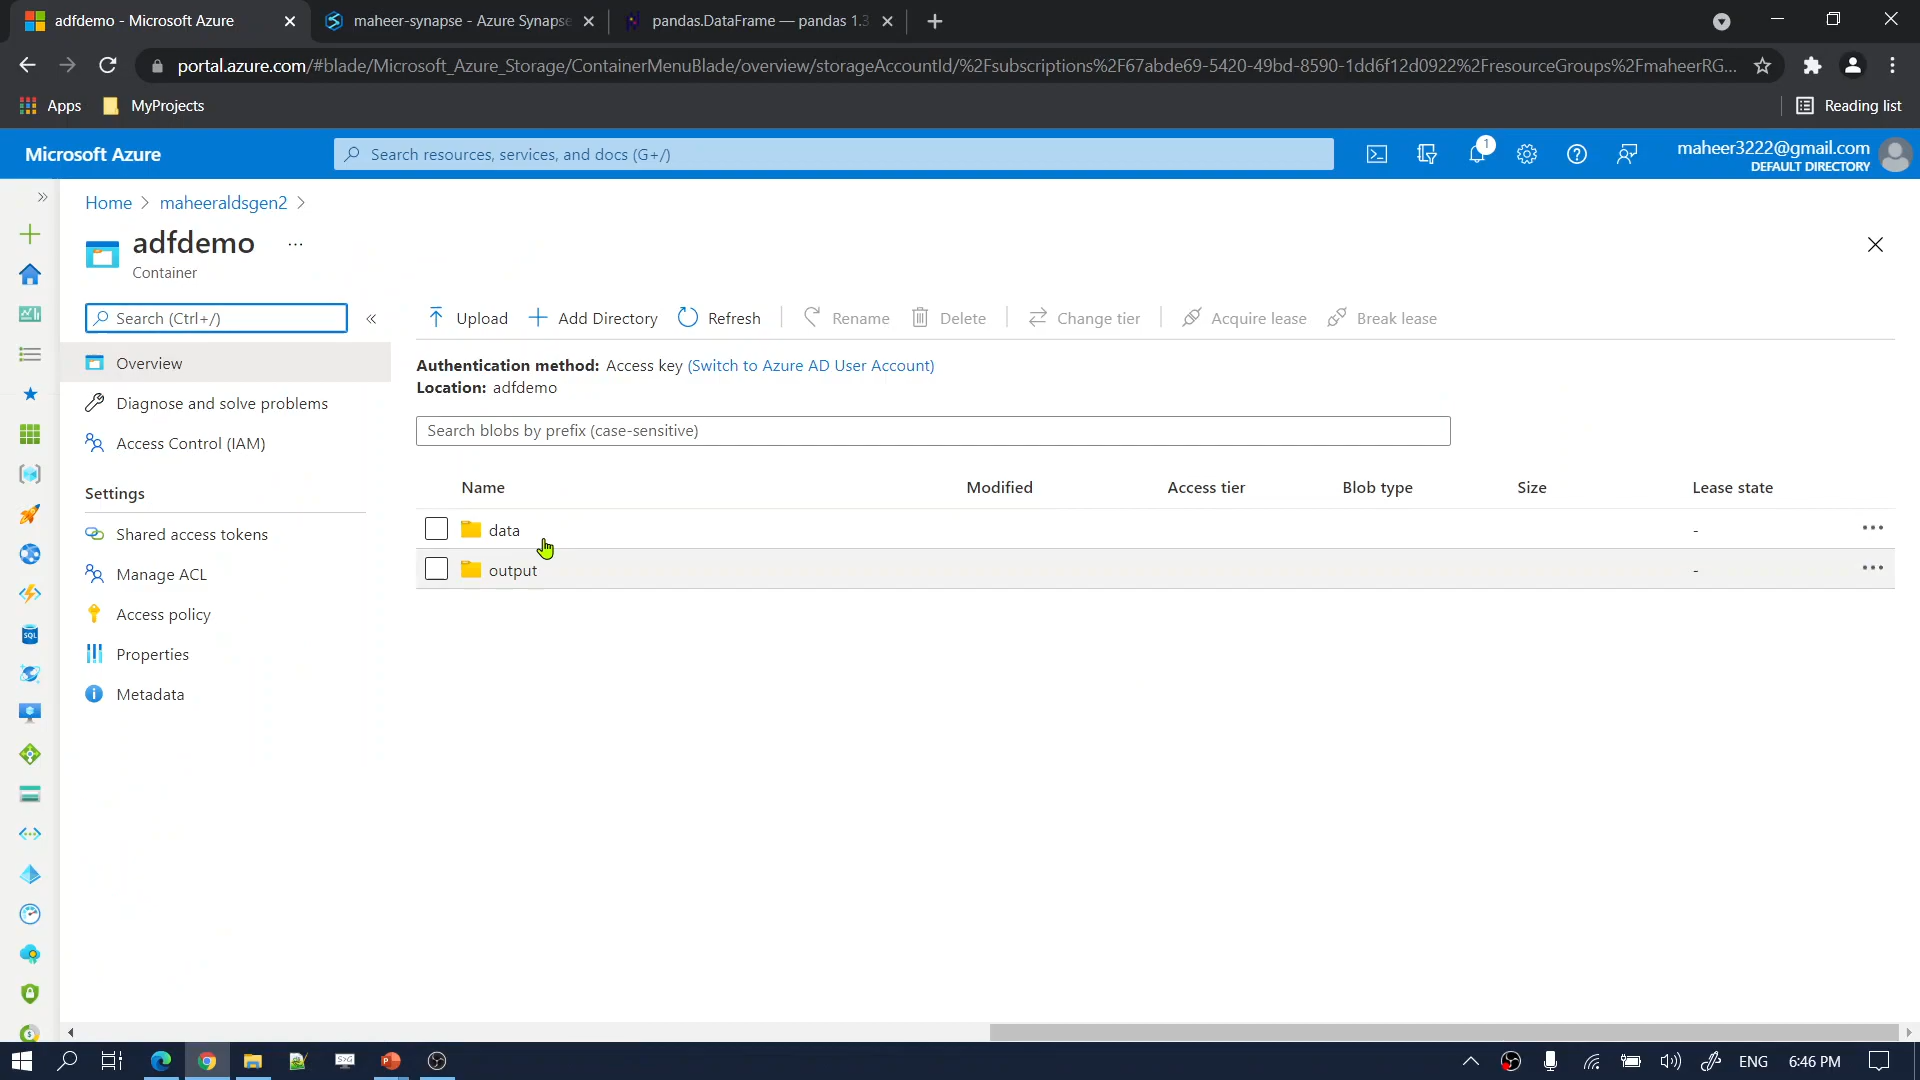 adfdemo - Microsoft Azure
maheer-synapse - Azure Synapse
pandas.DataFrame — pandas 1.3
portal.azure.com/#blade/Microsoft_Azure_Storage/ContainerMenuBlade/overview/storageAccountId/%2Fsubscriptions%2F67abde69-5420-49bd-8590-1dd6f12d0922%2FresourceGroups%2FmaheerRG...
Apps
MyProjects
Reading list
Microsoft Azure
Search resources, services, and docs (G+/)
1
maheer3222@gmail.com
DEFAULT DIRECTORY
Home > maheeraldsgen2 >
adfdemo ...
Container
Search (Ctrl+/)
Upload
Add Directory
Refresh
Rename
Delete
Change tier
Acquire lease
Break lease
Overview
Diagnose and solve problems
Access Control (IAM)
Settings
Shared access tokens
Manage ACL
Access policy
Properties
Metadata
Authentication method: Access key (Switch to Azure AD User Account)
Location: adfdemo
Search blobs by prefix (case-sensitive)
Name Modified Access tier Blob type Size Lease state
data - ...
output - ...
SQL
ENG
6:46 PM